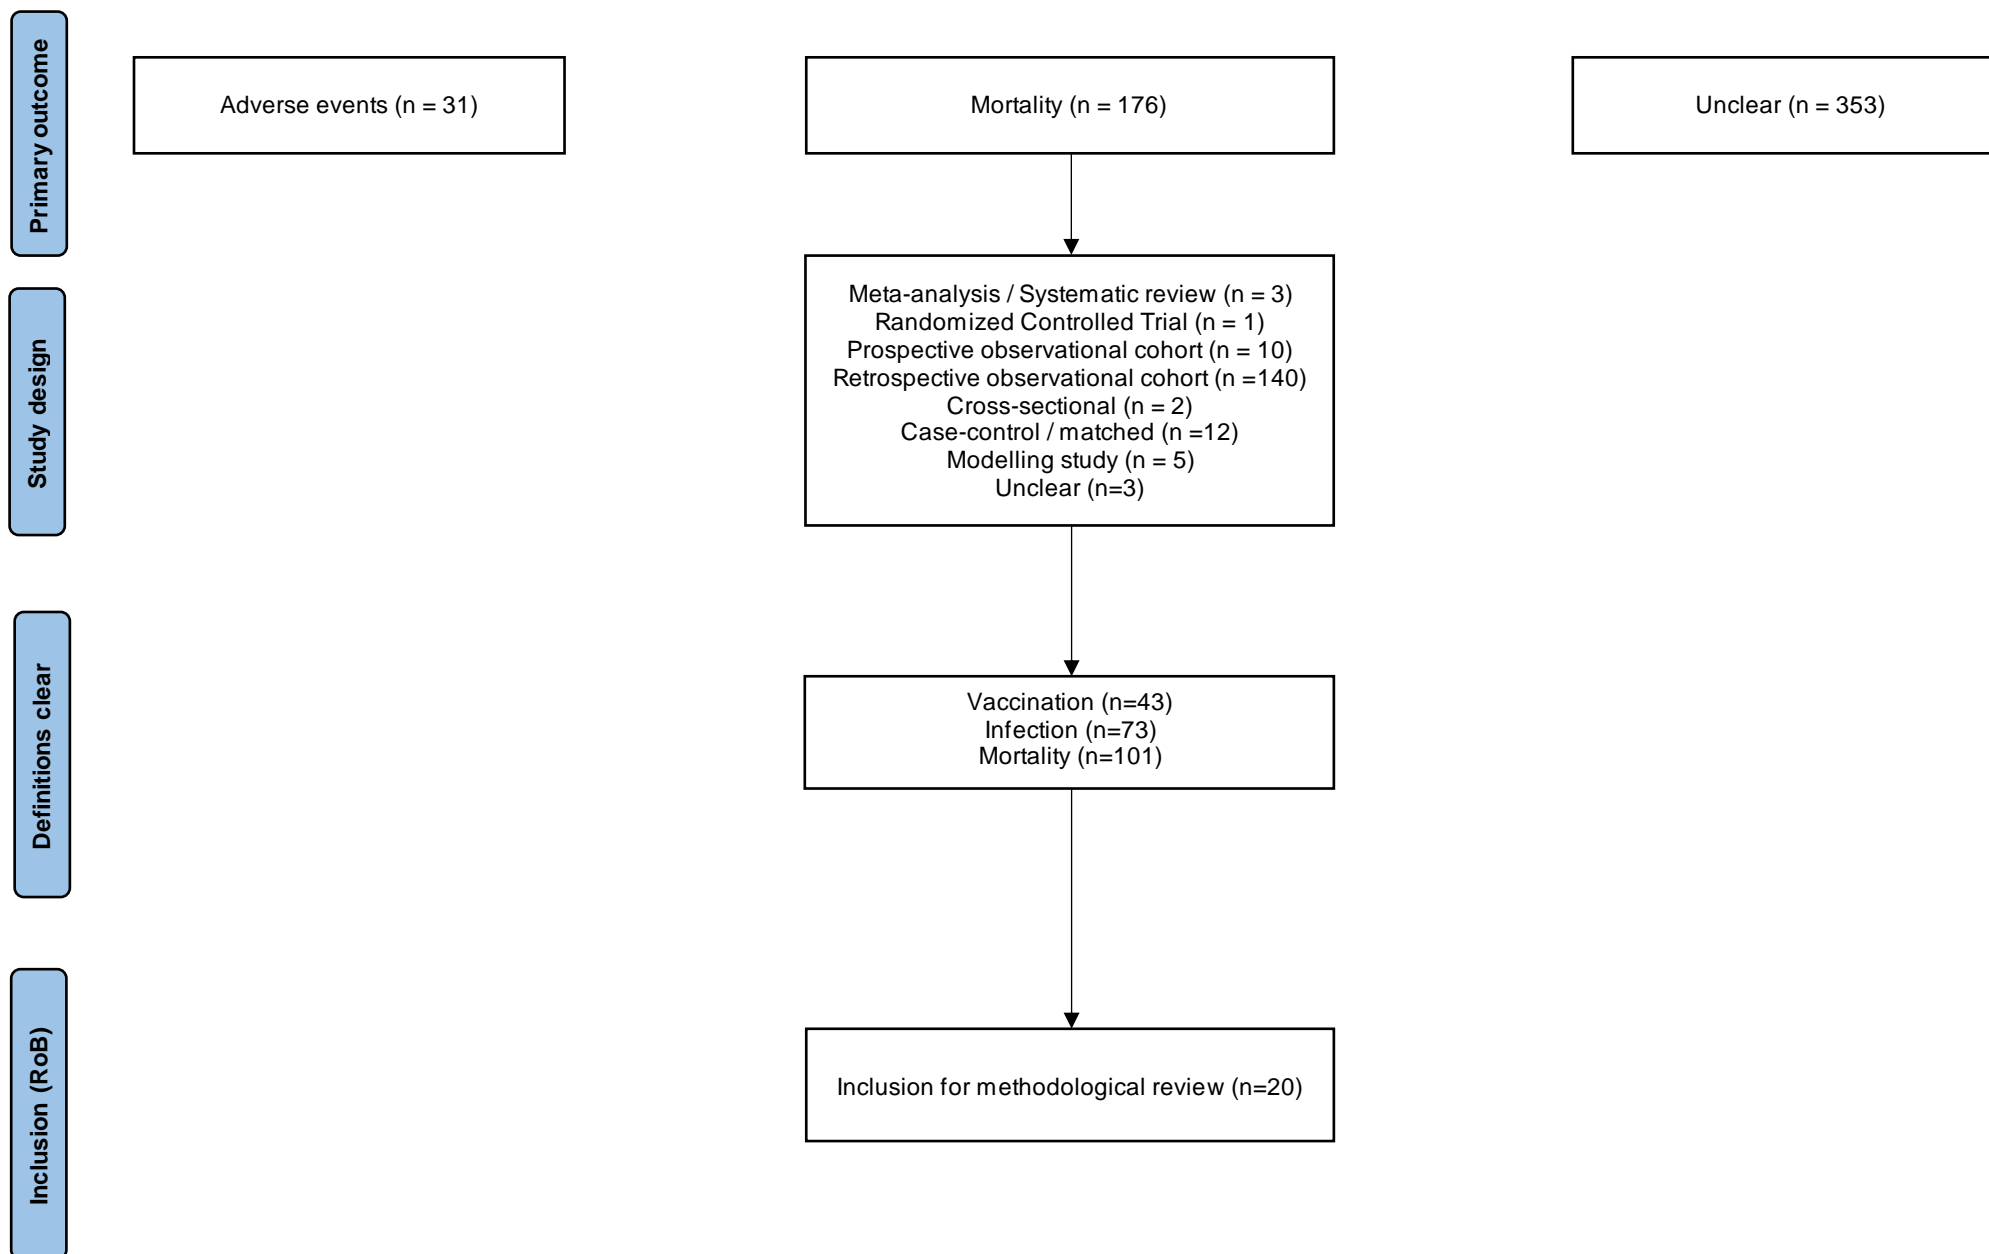 Primary outcome
Adverse events (n = 31)
Mortality (n = 176)
Unclear (n = 353)
Study design
Meta-analysis / Systematic review (n = 3)
Randomized Controlled Trial (n = 1)
Prospective observational cohort (n = 10)
Retrospective observational cohort (n =140)
Cross-sectional (n = 2)
Case-control / matched (n =12)
Modelling study (n = 5)
Unclear (n=3)
Definitions clear
Vaccination (n=43)
Infection (n=73)
Mortality (n=101)
Inclusion (RoB)
Inclusion for methodological review (n=20)